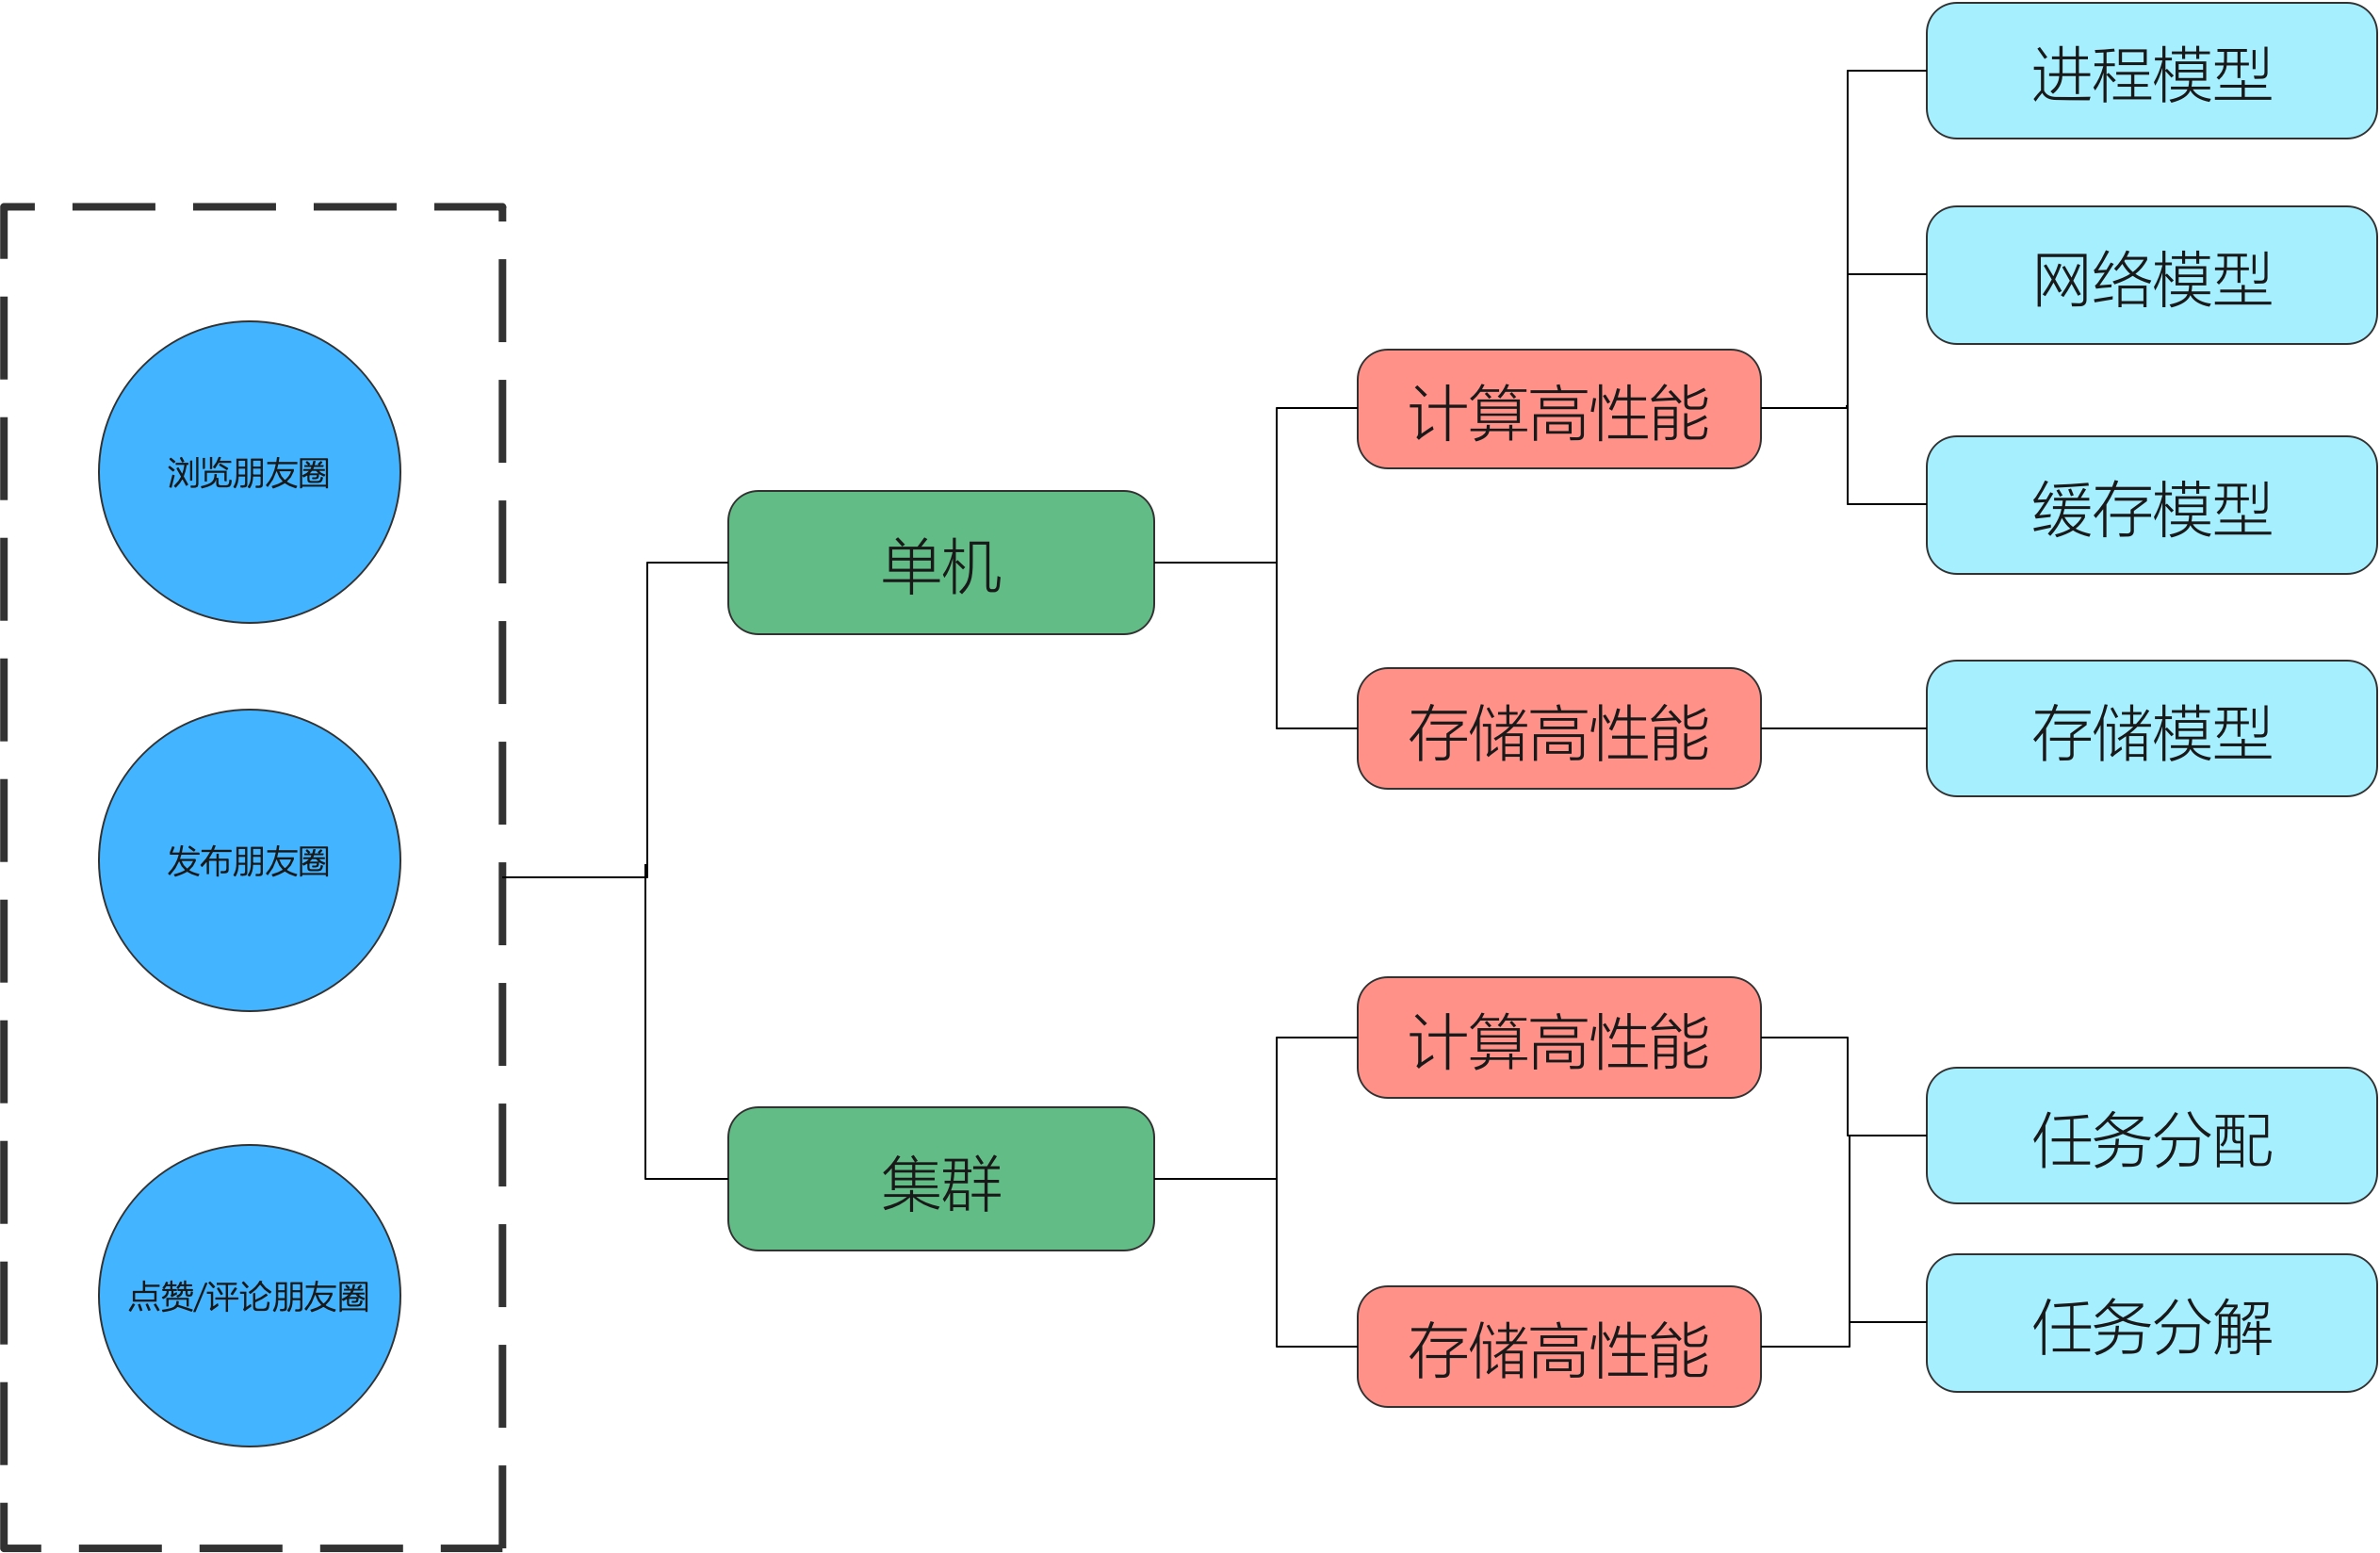 浏览朋友圈
发布朋友圈
点赞/评论朋友圈
单机
集群
计算高性能
存储高性能
计算高性能
存储高性能
进程模型
网络模型
缓存模型
存储模型
任务分配
任务分解